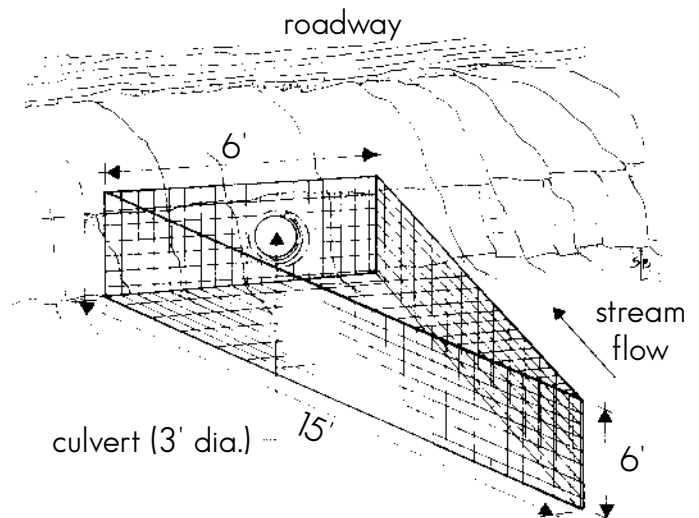 roadway
6'
stream
flow
15'
culvert (3' dia.)
6'